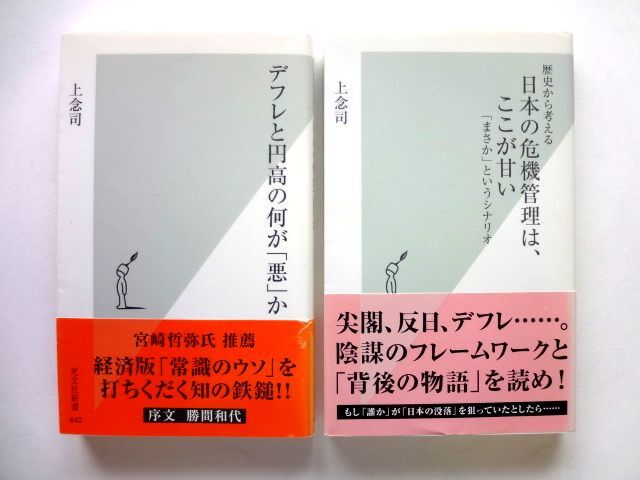 上念司
デフレと円高の何が「悪」か
宮崎哲弥氏 推薦
経済版「常識のウソ」を
打ちくだく知の鉄鎚!!
序文 勝間和代
光文社新書
440
上念司
歴史から考える
日本の危機管理は、
ここが甘い
「まさか」というシナリオ
尖閣、反日、デフレ……。
陰謀のフレームワークと
「背後の物語」を読め!
もし「誰か」が「日本の没落」を狙っていたとしたら……